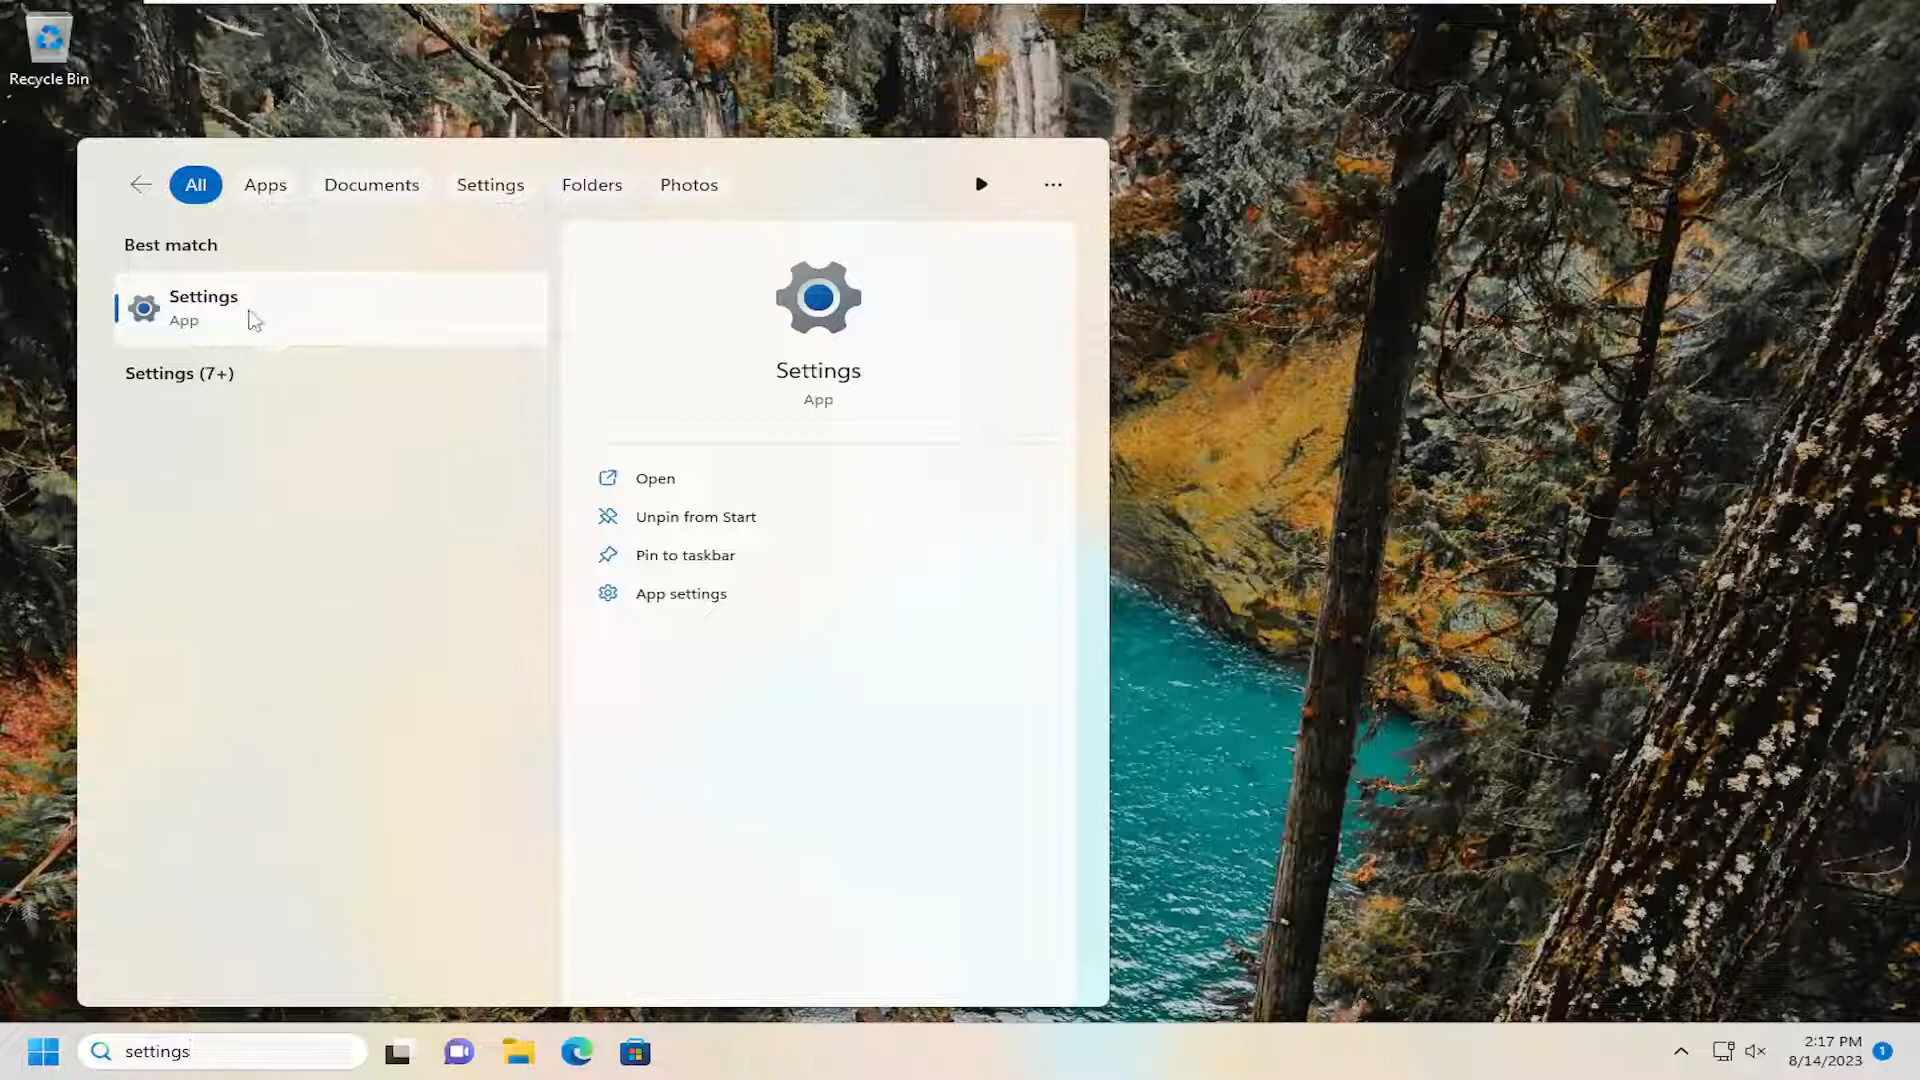 Recycle Bin
All Apps Documents Settings Folders Photos
Best match
Settings
App
Settings (7+)
Settings
App
Open
Unpin from Start
Pin to taskbar
App settings
settings
2:17 PM
8/14/2023
1